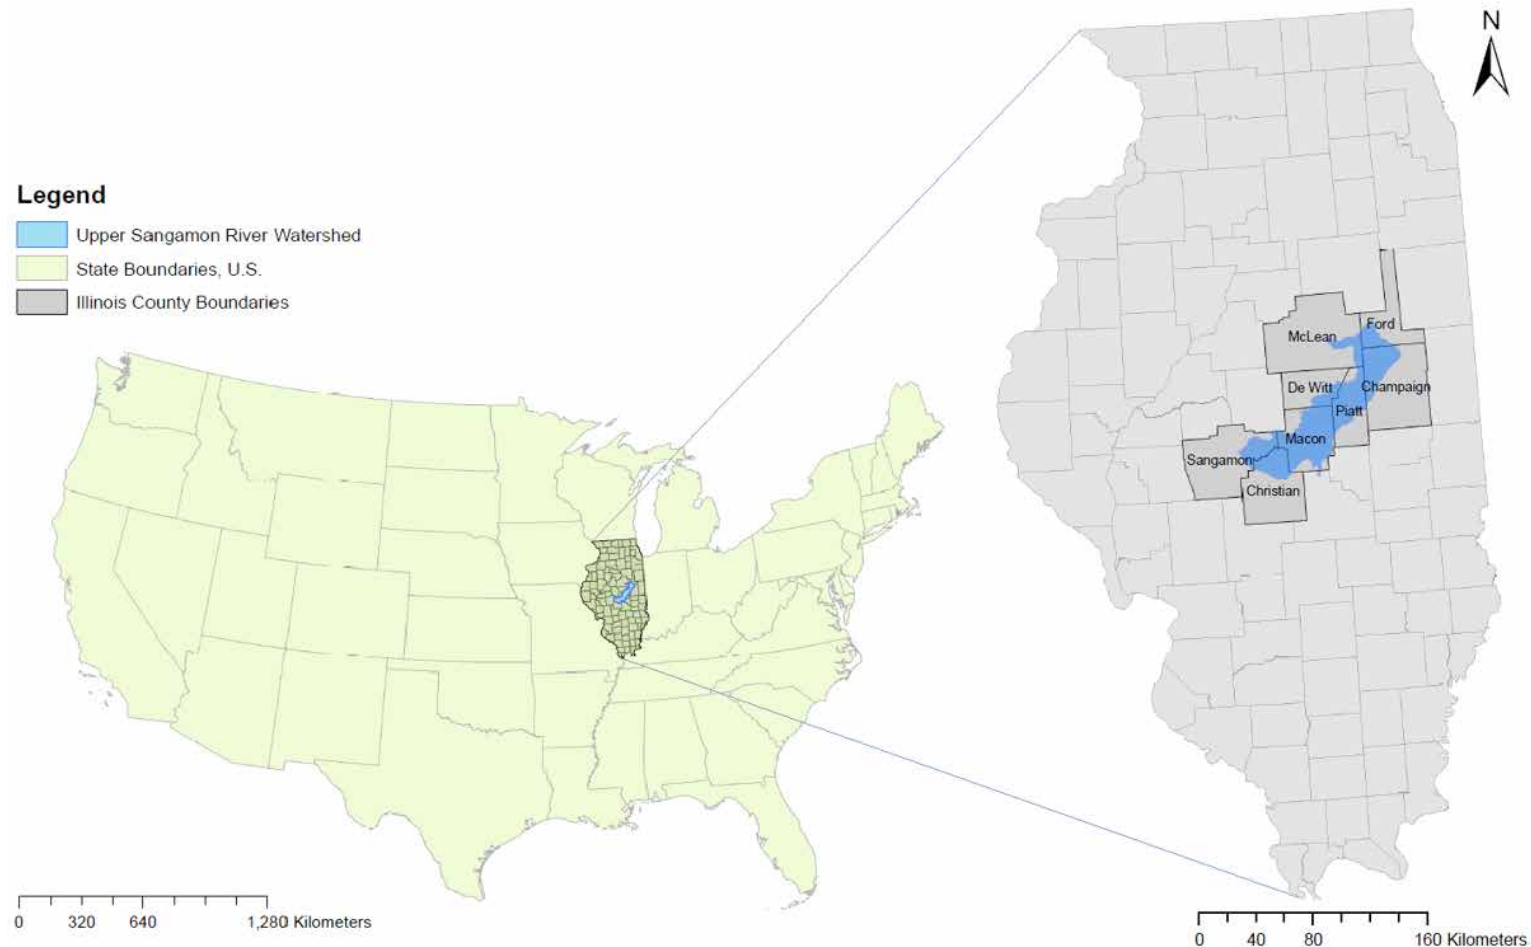 N
Legend
Upper Sangamon River Watershed
State Boundaries, U.S.
Illinois County Boundaries
Ford
McLean
De Witt
Champaign
Piatt
Macon
Sangamon
Christian
0 320 640 1,280 Kilometers
0 40 80 160 Kilometers